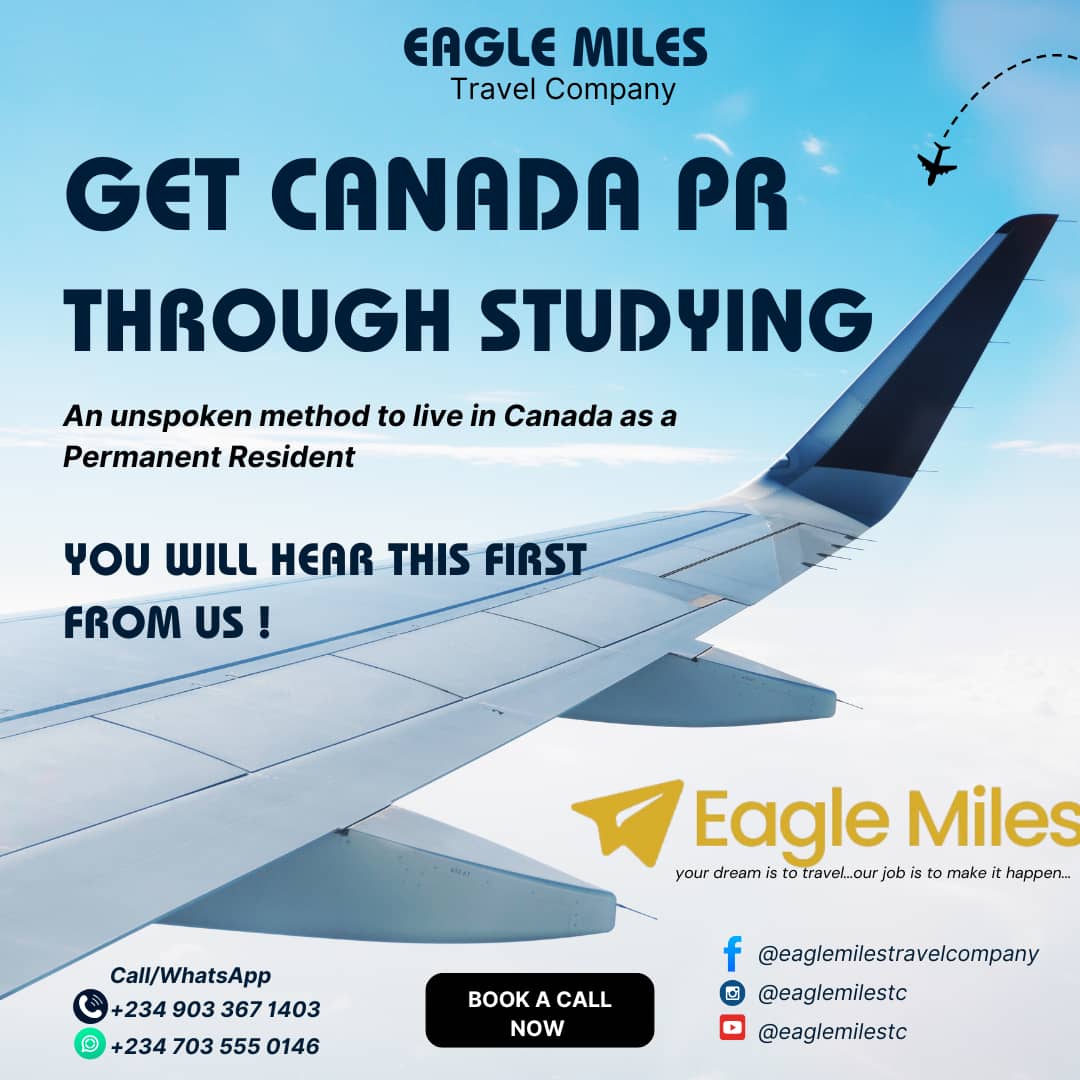 EAGLE MILES
Travel Company
GET CANADA PR
THROUGH STUDYING
An unspoken method to live in Canada as a
Permanent Resident
YOU WILL HEAR THIS FIRST
FROM US !
Eagle Miles
your dream is to travel...our job is to make it happen...
Call/WhatsApp
+234 903 367 1403
+234 703 555 0146
BOOK A CALL
NOW
@eaglemilestravelcompany
@eaglemilestc
@eaglemilestc